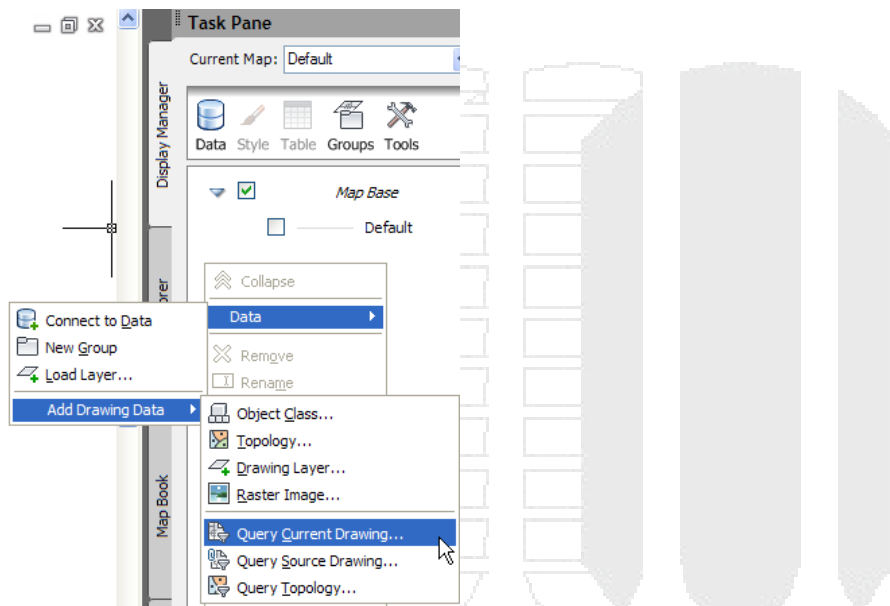 Task Pane
Current Map: Default
Display Manager
Data Style Table Groups Tools
Map Base
Default
Collapse
Data
Remove
Rename
Connect to Data
New Group
Load Layer...
Add Drawing Data
Object Class...
Topology...
Drawing Layer...
Raster Image...
Query Current Drawing...
Query Source Drawing...
Query Topology...
Map Book